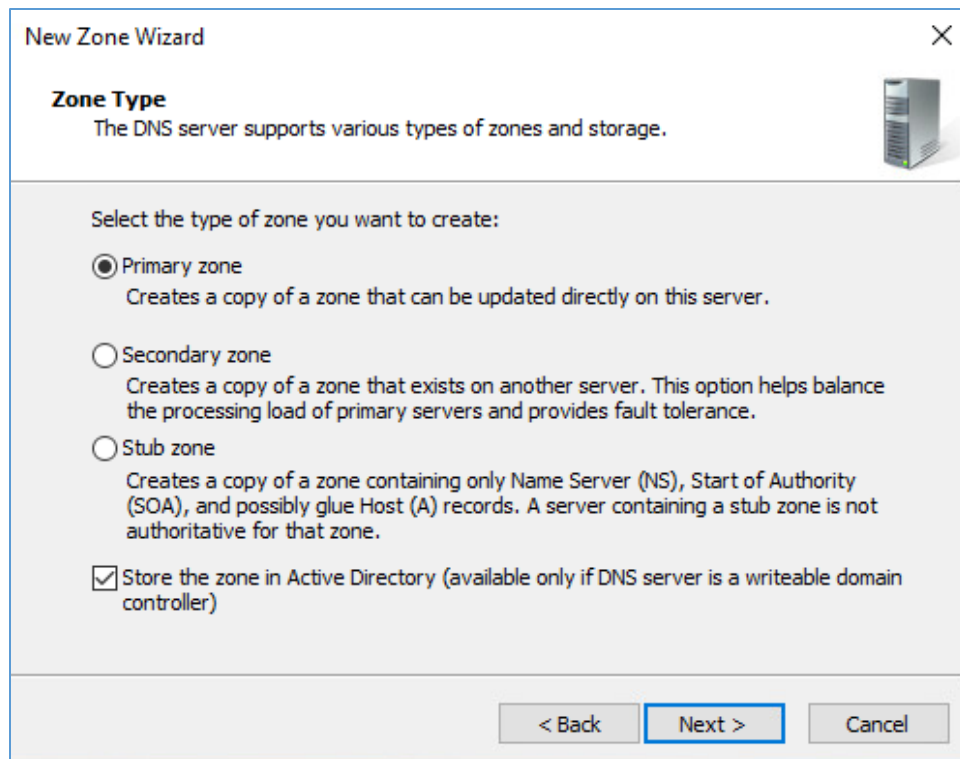 New Zone Wizard
Zone Type
The DNS server supports various types of zones and storage.
Select the type of zone you want to create:
Primary zone
Creates a copy of a zone that can be updated directly on this server.
Secondary zone
Creates a copy of a zone that exists on another server. This option helps balance
the processing load of primary servers and provides fault tolerance.
Stub zone
Creates a copy of a zone containing only Name Server (NS), Start of Authority
(SOA), and possibly glue Host (A) records. A server containing a stub zone is not
authoritative for that zone.
Store the zone in Active Directory (available only if DNS server is a writeable domain
controller)
< Back Next > Cancel